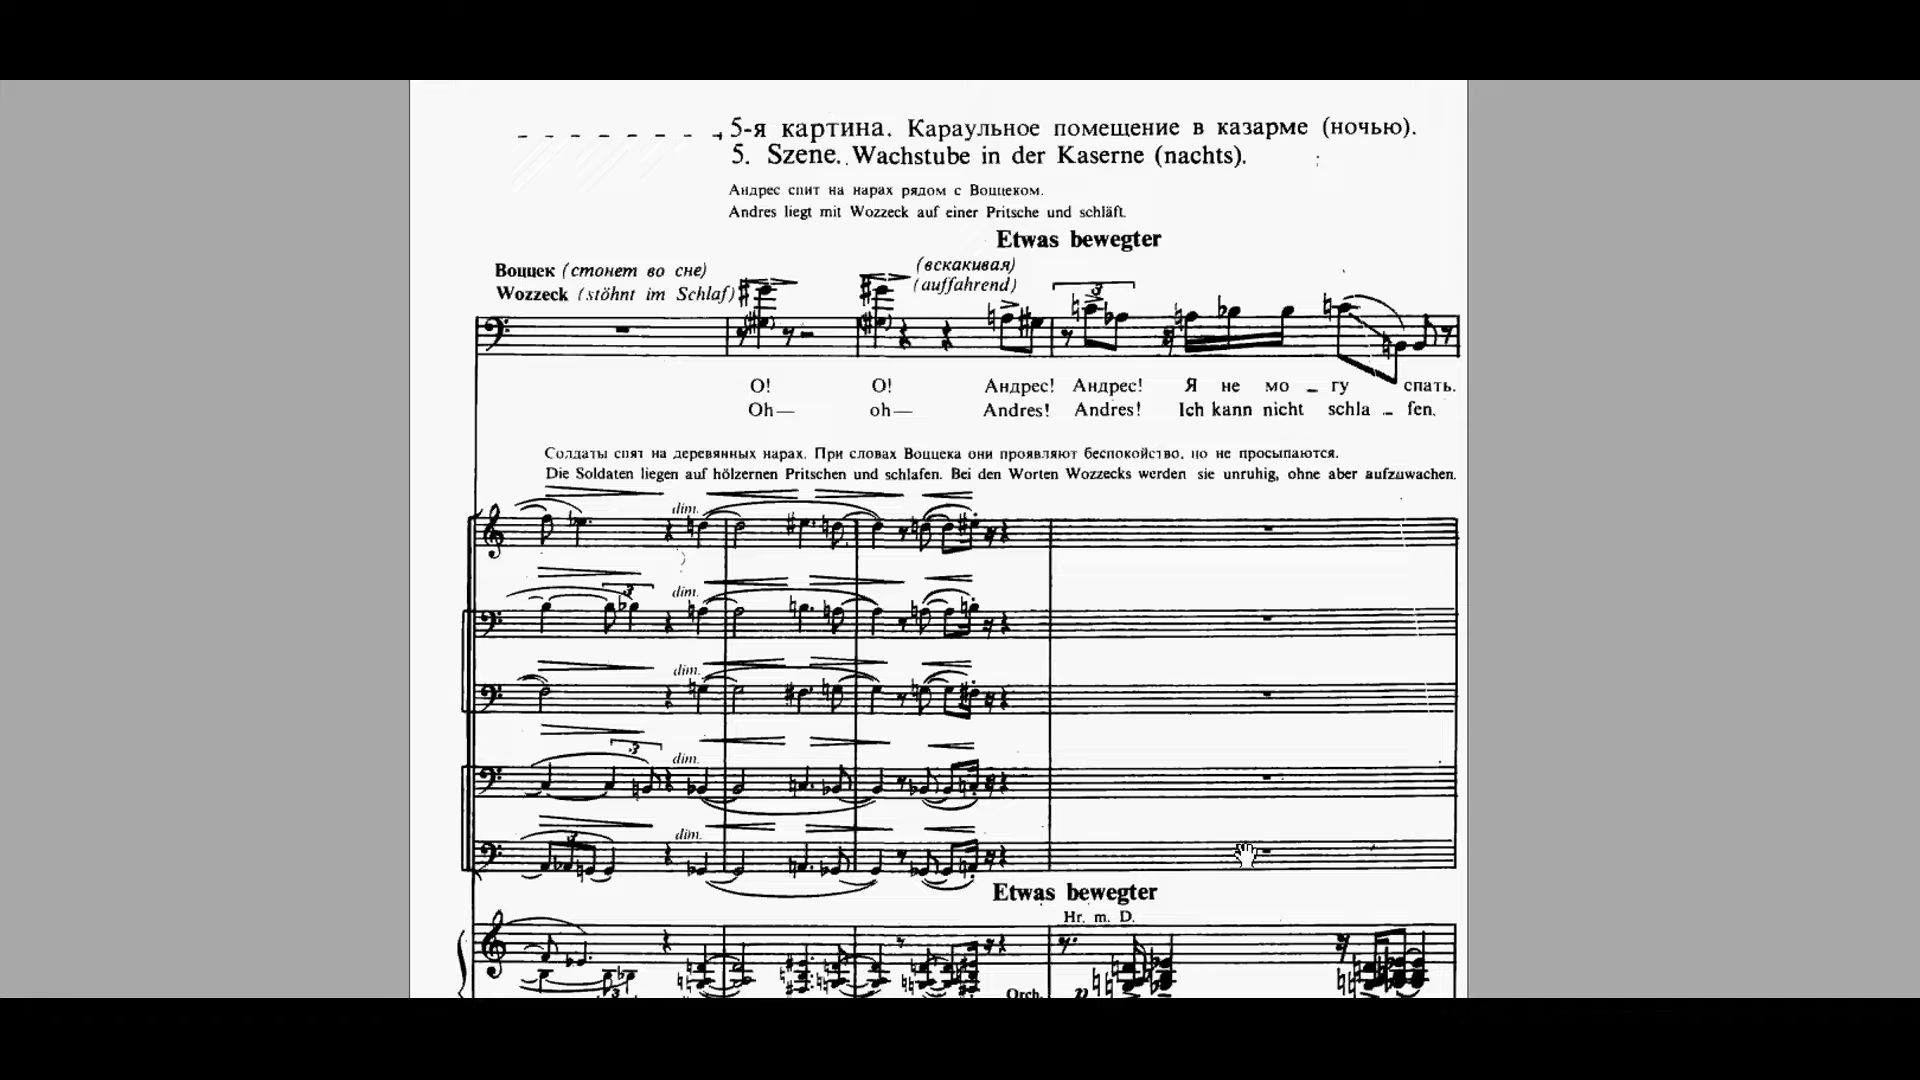 5-я картина. Караульное помещение в казарме (ночью).
5. Szene. Wachstube in der Kaserne (nachts).
Андрес спит на нарах рядом с Воццеком.
Andres liegt mit Wozzeck auf einer Pritsche und schläft.
Etwas bewegter
Воццек (стонет во сне)
(вскакивая)
Wozzeck (stöhnt im Schlaf)
(auffahrend)
3
О! О! Андрес! Андрес! Я не мо - гу спать.
Oh— oh— Andres! Andres! Ich kann nicht schla - fen.
Солдаты спят на деревянных нарах. При словах Воццека они проявляют беспокойство, но не просыпаются.
Die Soldaten liegen auf hölzernen Pritschen und schlafen. Bei den Worten Wozzecks werden sie unruhig, ohne aber aufzuwachen.
dim.
3
dim.
dim.
3
dim.
3
dim.
Etwas bewegter
Hr. m. D.
3
Orch.
p